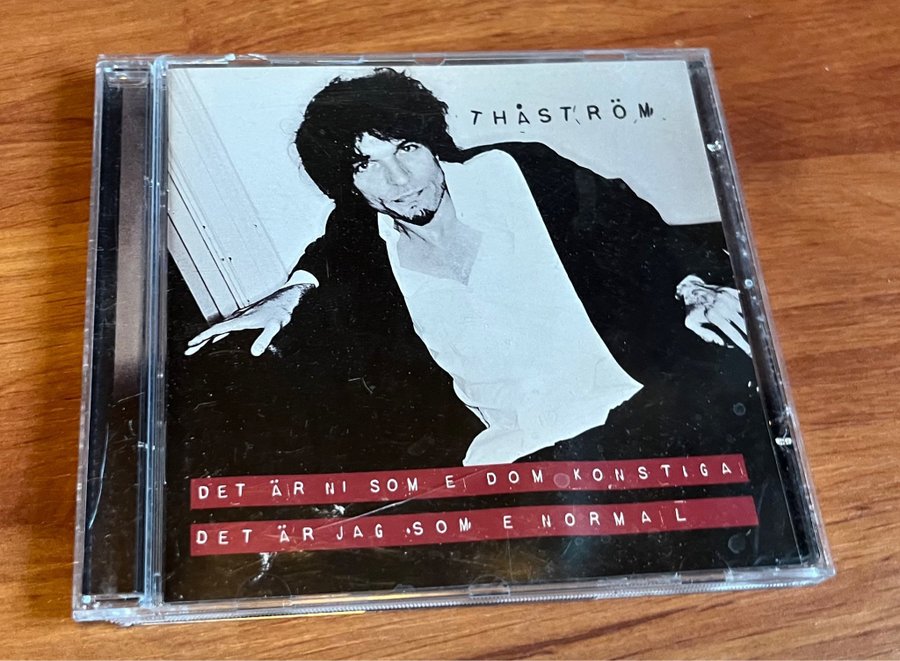 THÅSTRÖM
DET ÄR NI SOM E DOM KONSTIGA
DET ÄR JAG SOM E NORMAL